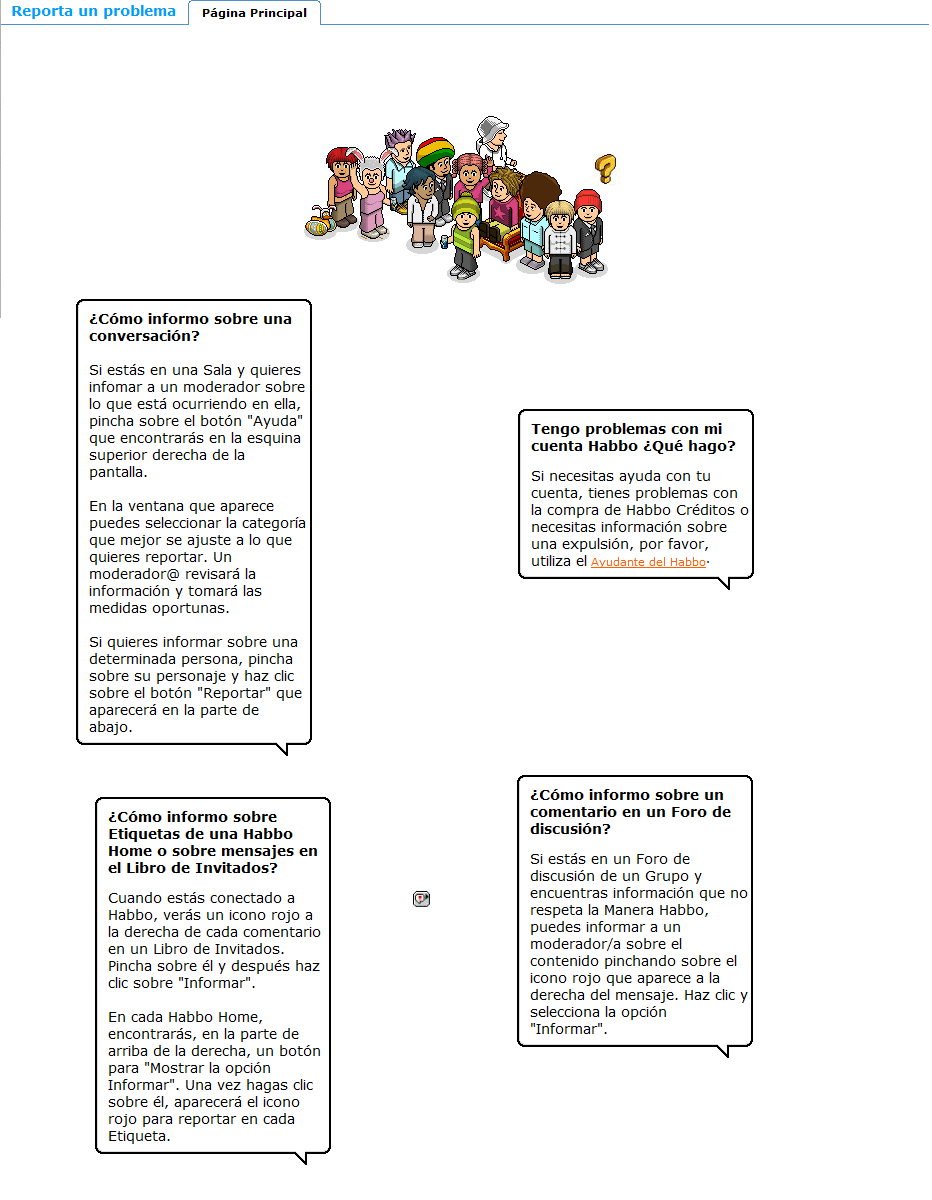 Reporta un problema
Página Principal
¿Cómo informo sobre una
conversación?
Si estás en una Sala y quieres
infomar a un moderador sobre
lo que está ocurriendo en ella,
pincha sobre el botón "Ayuda"
que encontrarás en la esquina
superior derecha de la
pantalla.
En la ventana que aparece
puedes seleccionar la categoría
que mejor se ajuste a lo que
quieres reportar. Un
moderador@ revisará la
información y tomará las
medidas oportunas.
Si quieres informar sobre una
determinada persona, pincha
sobre su personaje y haz clic
sobre el botón "Reportar" que
aparecerá en la parte de
abajo.
Tengo problemas con mi
cuenta Habbo ¿Qué hago?
Si necesitas ayuda con tu
cuenta, tienes problemas con
la compra de Habbo Créditos o
necesitas información sobre
una expulsión, por favor,
utiliza el Ayudante del Habbo.
¿Cómo informo sobre
Etiquetas de una Habbo
Home o sobre mensajes en
el Libro de Invitados?
Cuando estás conectado a
Habbo, verás un icono rojo a
la derecha de cada comentario
en un Libro de Invitados.
Pincha sobre él y después haz
clic sobre "Informar".
En cada Habbo Home,
encontrarás, en la parte de
arriba de la derecha, un botón
para "Mostrar la opción
Informar". Una vez hagas clic
sobre él, aparecerá el icono
rojo para reportar en cada
Etiqueta.
¿Cómo informo sobre un
comentario en un Foro de
discusión?
Si estás en un Foro de
discusión de un Grupo y
encuentras información que no
respeta la Manera Habbo,
puedes informar a un
moderador/a sobre el
contenido pinchando sobre el
icono rojo que aparece a la
derecha del mensaje. Haz clic y
selecciona la opción
"Informar".